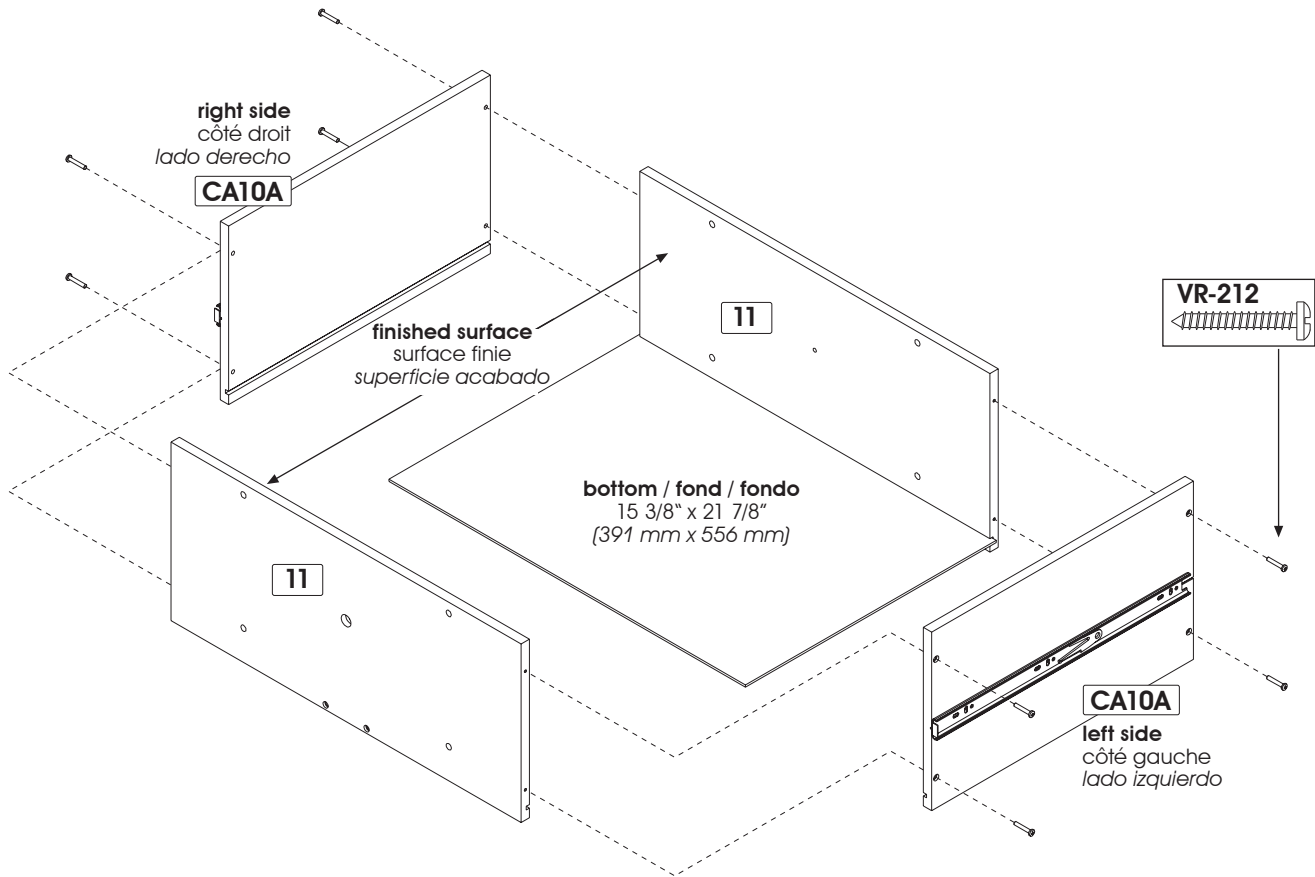 right side
côté droit
lado derecho
CA10A
finished surface
surface finie
superficie acabado
11
VR-212
bottom / fond / fondo
15 3/8“ x 21 7/8”
(391 mm x 556 mm)
11
CA10A
left side
côté gauche
lado izquierdo